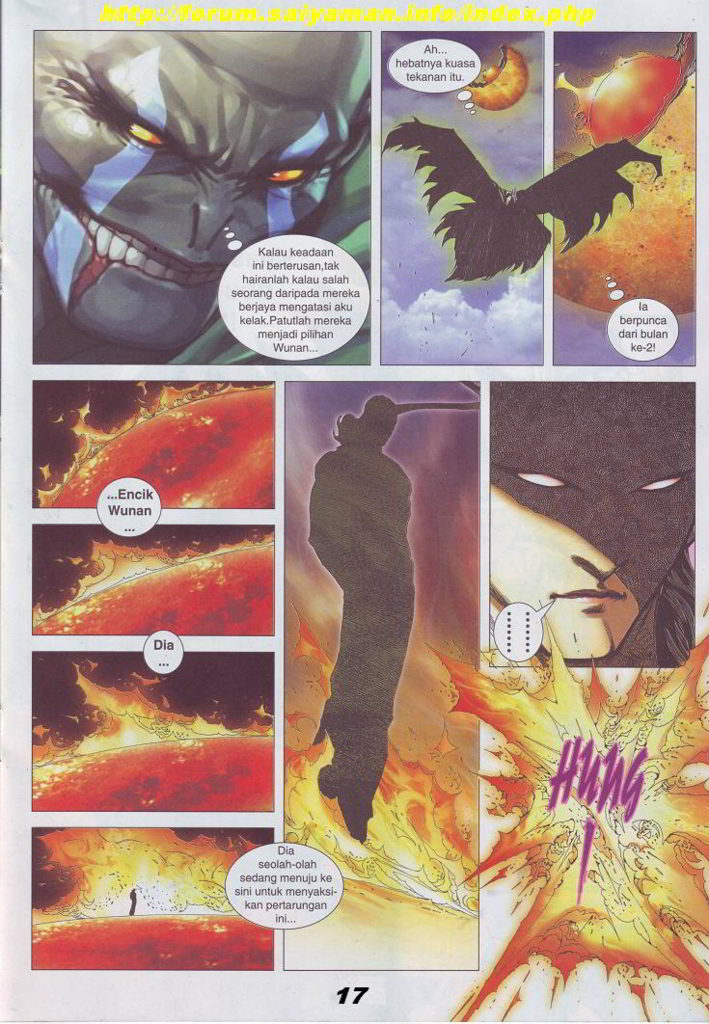 http://forum.saiyaman.info/index.php
Kalau keadaan
ini berterusan,tak
hairanlah kalau salah
seorang daripada mereka
berjaya mengatasi aku
kelak.Patutlah mereka
menjadi pilihan
Wunan...
Ah...
hebatnya kuasa
tekanan itu.
Ia
berpunca
dari bulan
ke-2!
...Encik
Wunan
...
Dia
...
Dia
seolah-olah
sedang menuju ke
sini untuk menyaksi-
kan pertarungan
ini...
HUNG
!
17